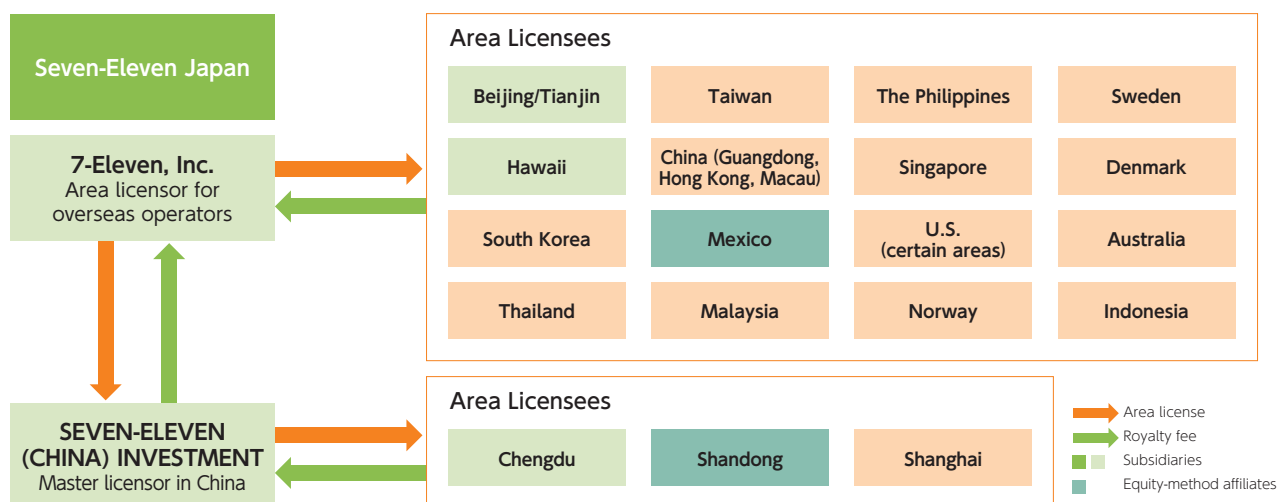 Seven-Eleven Japan
7-Eleven, Inc.
Area licensor for
overseas operators
SEVEN-ELEVEN
(CHINA) INVESTMENT
Master licensor in China
Area Licensees
Beijing/Tianjin
Taiwan
The Philippines
Sweden
Hawaii
China (Guangdong,
Hong Kong, Macau)
Singapore
Denmark
South Korea
Mexico
U.S.
(certain areas)
Australia
Thailand
Malaysia
Norway
Indonesia
Area Licensees
Chengdu
Shandong
Shanghai
Area license
Royalty fee
Subsidiaries
Equity-method affiliates